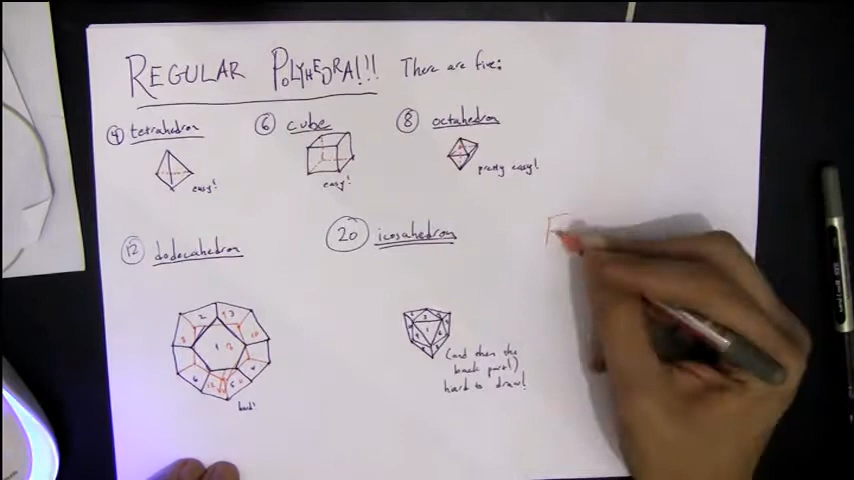 REGULAR POLYHEDRA!!! There are five:
④ tetrahedron ⑥ cube ⑧ octahedron
easy! easy! pretty easy!
⑫ dodecahedron ⑳ icosahedron
hard!
(and then the
back part!)
hard to draw!